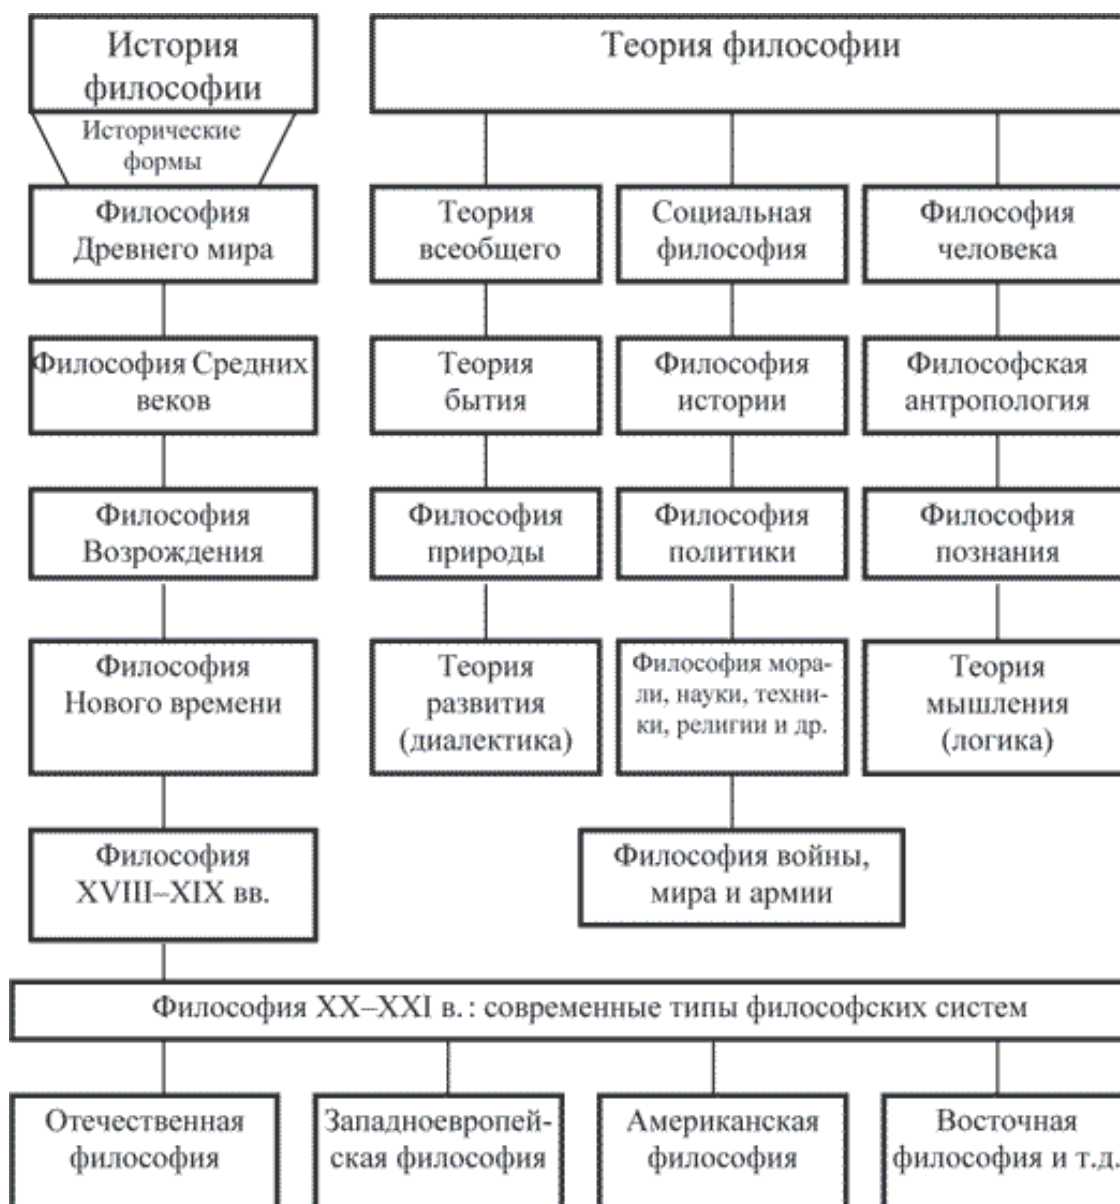 История
философии
Теория философии
Исторические
формы
Философия
Древнего мира
Теория
всеобщего
Социальная
философия
Философия
человека
Философия Средних
веков
Теория
бытия
Философия
истории
Философская
антропология
Философия
Возрождения
Философия
природы
Философия
политики
Философия
познания
Философия
Нового времени
Теория
развития
(диалектика)
Философия мора-
ли, науки, техни-
ки, религии и др.
Теория
мышления
(логика)
Философия
XVIII–XIX вв.
Философия войны,
мира и армии
Философия XX–XXI в. : современные типы философских систем
Отечественная
философия
Западноевропей-
ская философия
Американская
философия
Восточная
философия и т.д.